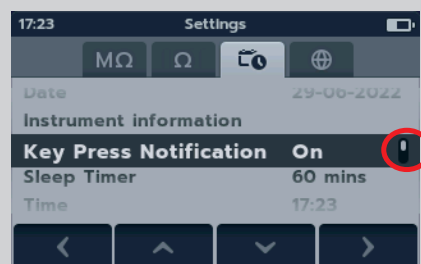 17:23 Settings
MΩ Ω
Date 29-06-2022
Instrument information
Key Press Notification On
Sleep Timer 60 mins
Time 17:23